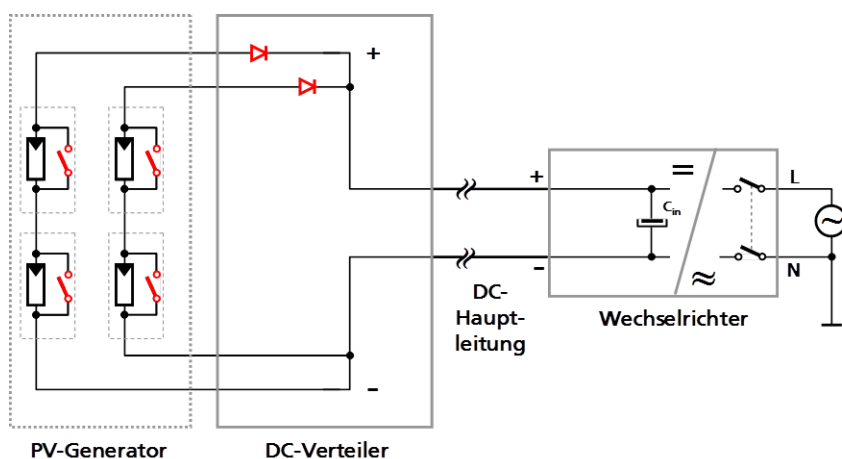 +
–
+
–
=
≈
C_in
L
N
~
DC-
Haupt-
leitung
Wechselrichter
PV-Generator
DC-Verteiler